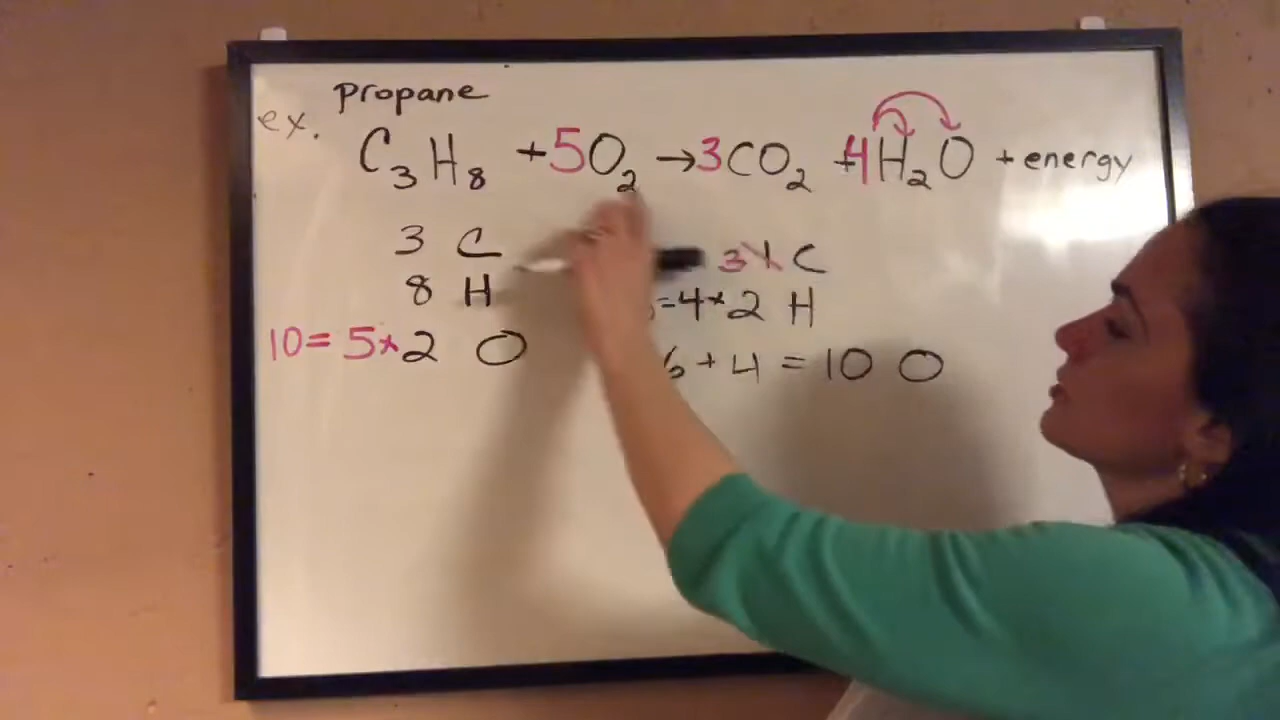 propane
ex. C3H8 + 5O2 → 3CO2 + 4H2O + energy
3 C 3 1 C
8 H =4×2 H
10= 5×2 O 6+4=10 O